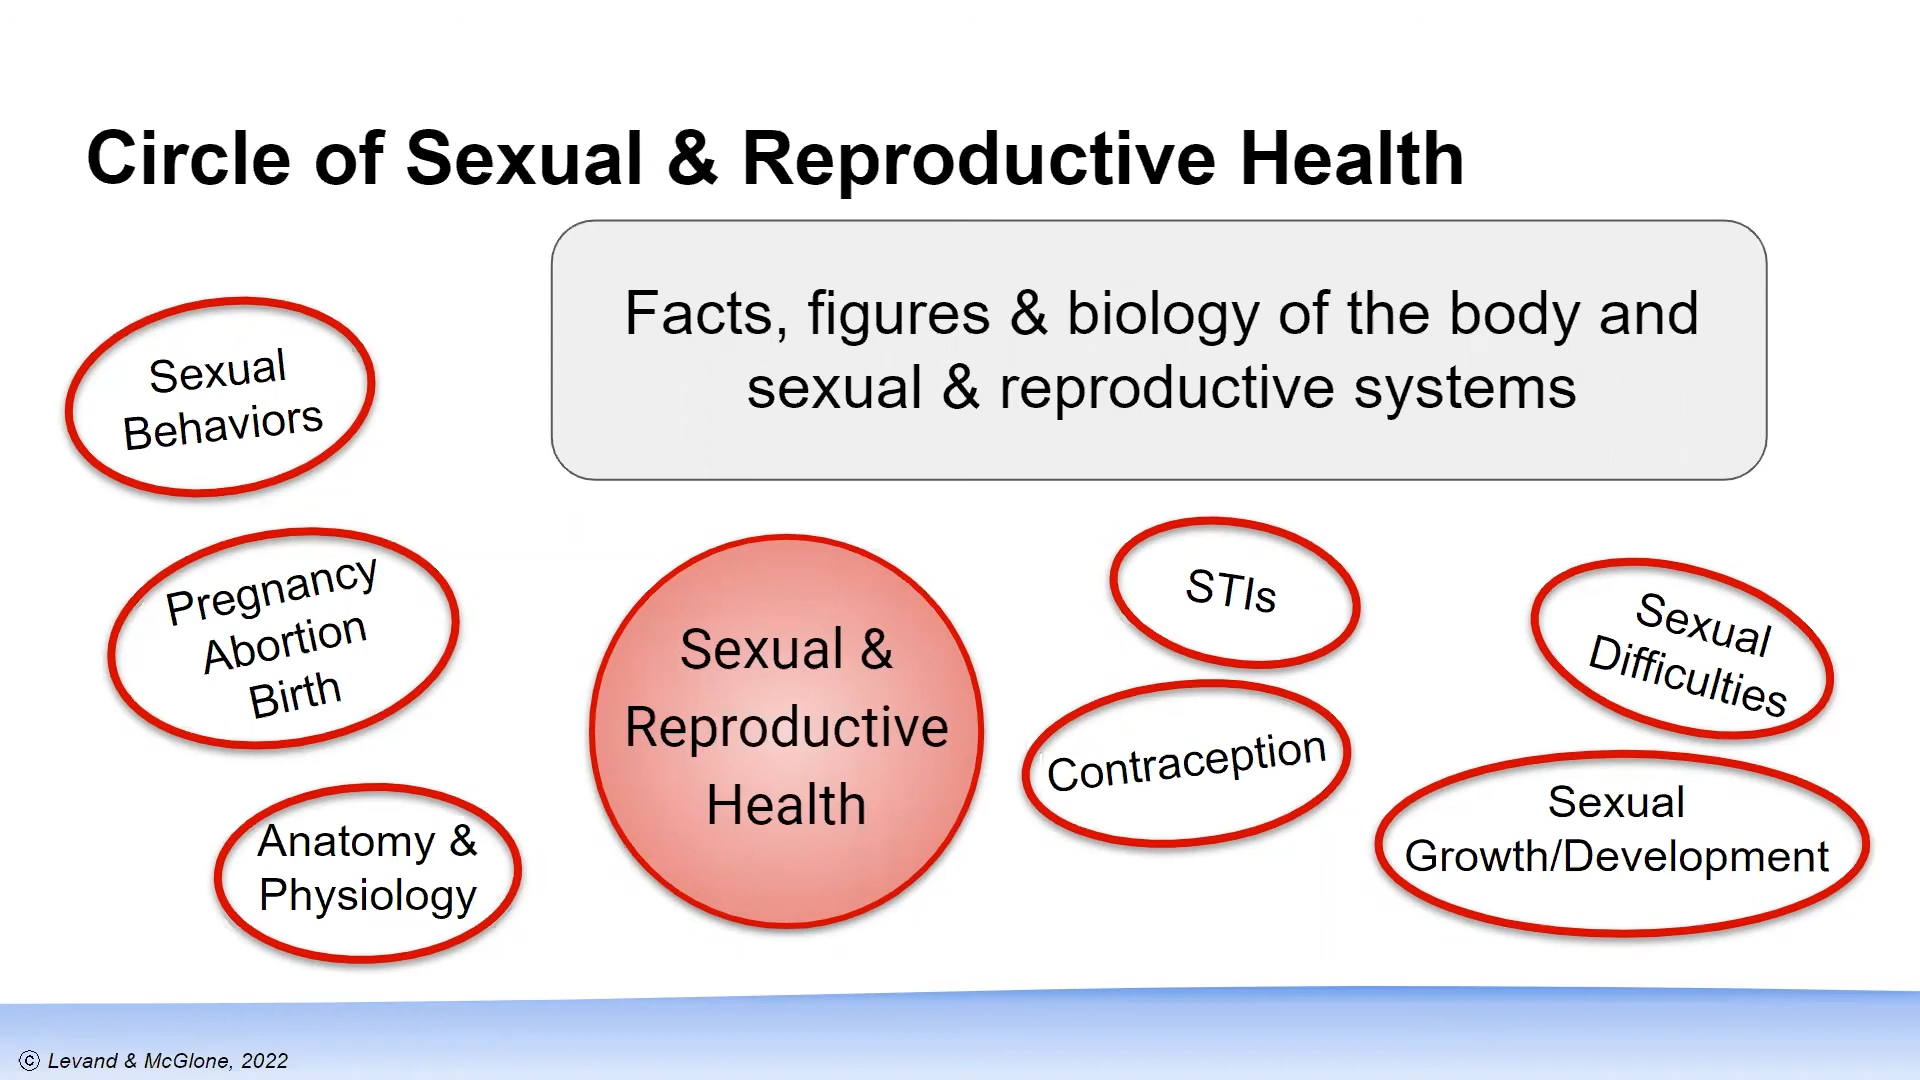 Circle of Sexual & Reproductive Health
Facts, figures & biology of the body and
sexual & reproductive systems
Sexual
Behaviors
Pregnancy
Abortion
Birth
Anatomy &
Physiology
Sexual &
Reproductive
Health
STIs
Contraception
Sexual
Difficulties
Sexual
Growth/Development
© Levand & McGlone, 2022